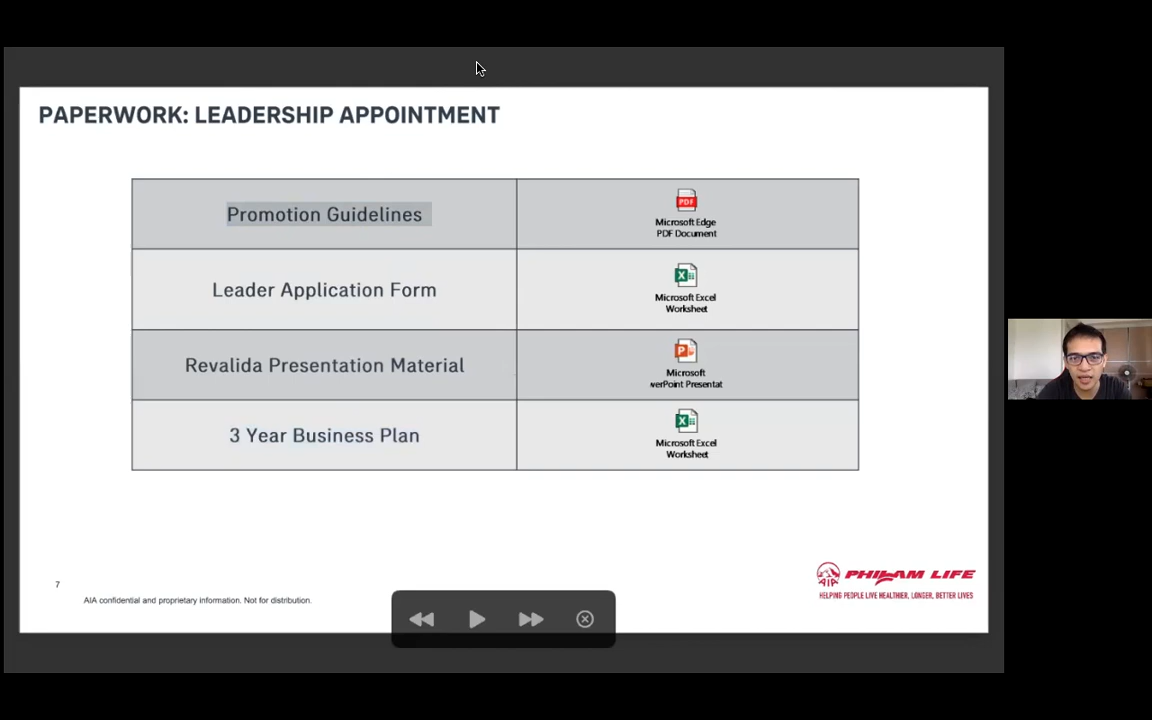 PAPERWORK: LEADERSHIP APPOINTMENT
Promotion Guidelines
PDF
Microsoft Edge
PDF Document
Leader Application Form
X
Microsoft Excel
Worksheet
Revalida Presentation Material
P
Microsoft
werPoint Presentat
3 Year Business Plan
X
Microsoft Excel
Worksheet
7
AIA confidential and proprietary information. Not for distribution.
AIA
PHILAM LIFE
HELPING PEOPLE LIVE HEALTHIER, LONGER, BETTER LIVES